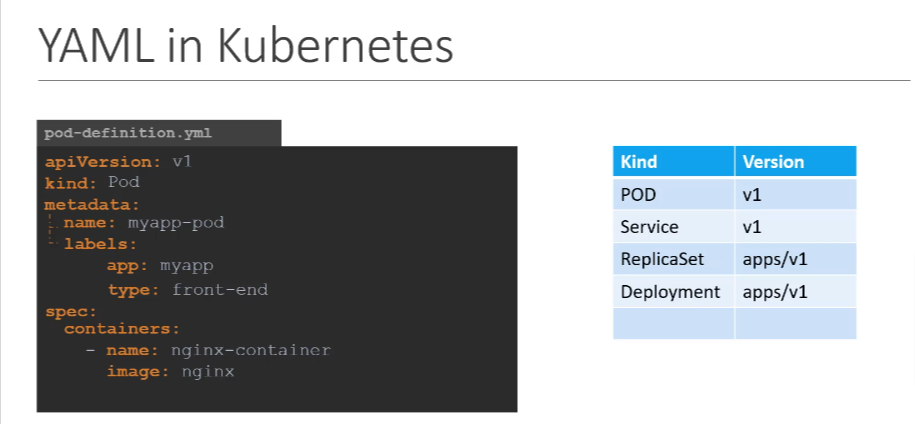 YAML in Kubernetes
pod-definition.yml
apiVersion: v1
kind: Pod
metadata:
name: myapp-pod
labels:
app: myapp
type: front-end
spec:
containers:
- name: nginx-container
image: nginx
Kind Version
POD v1
Service v1
ReplicaSet apps/v1
Deployment apps/v1